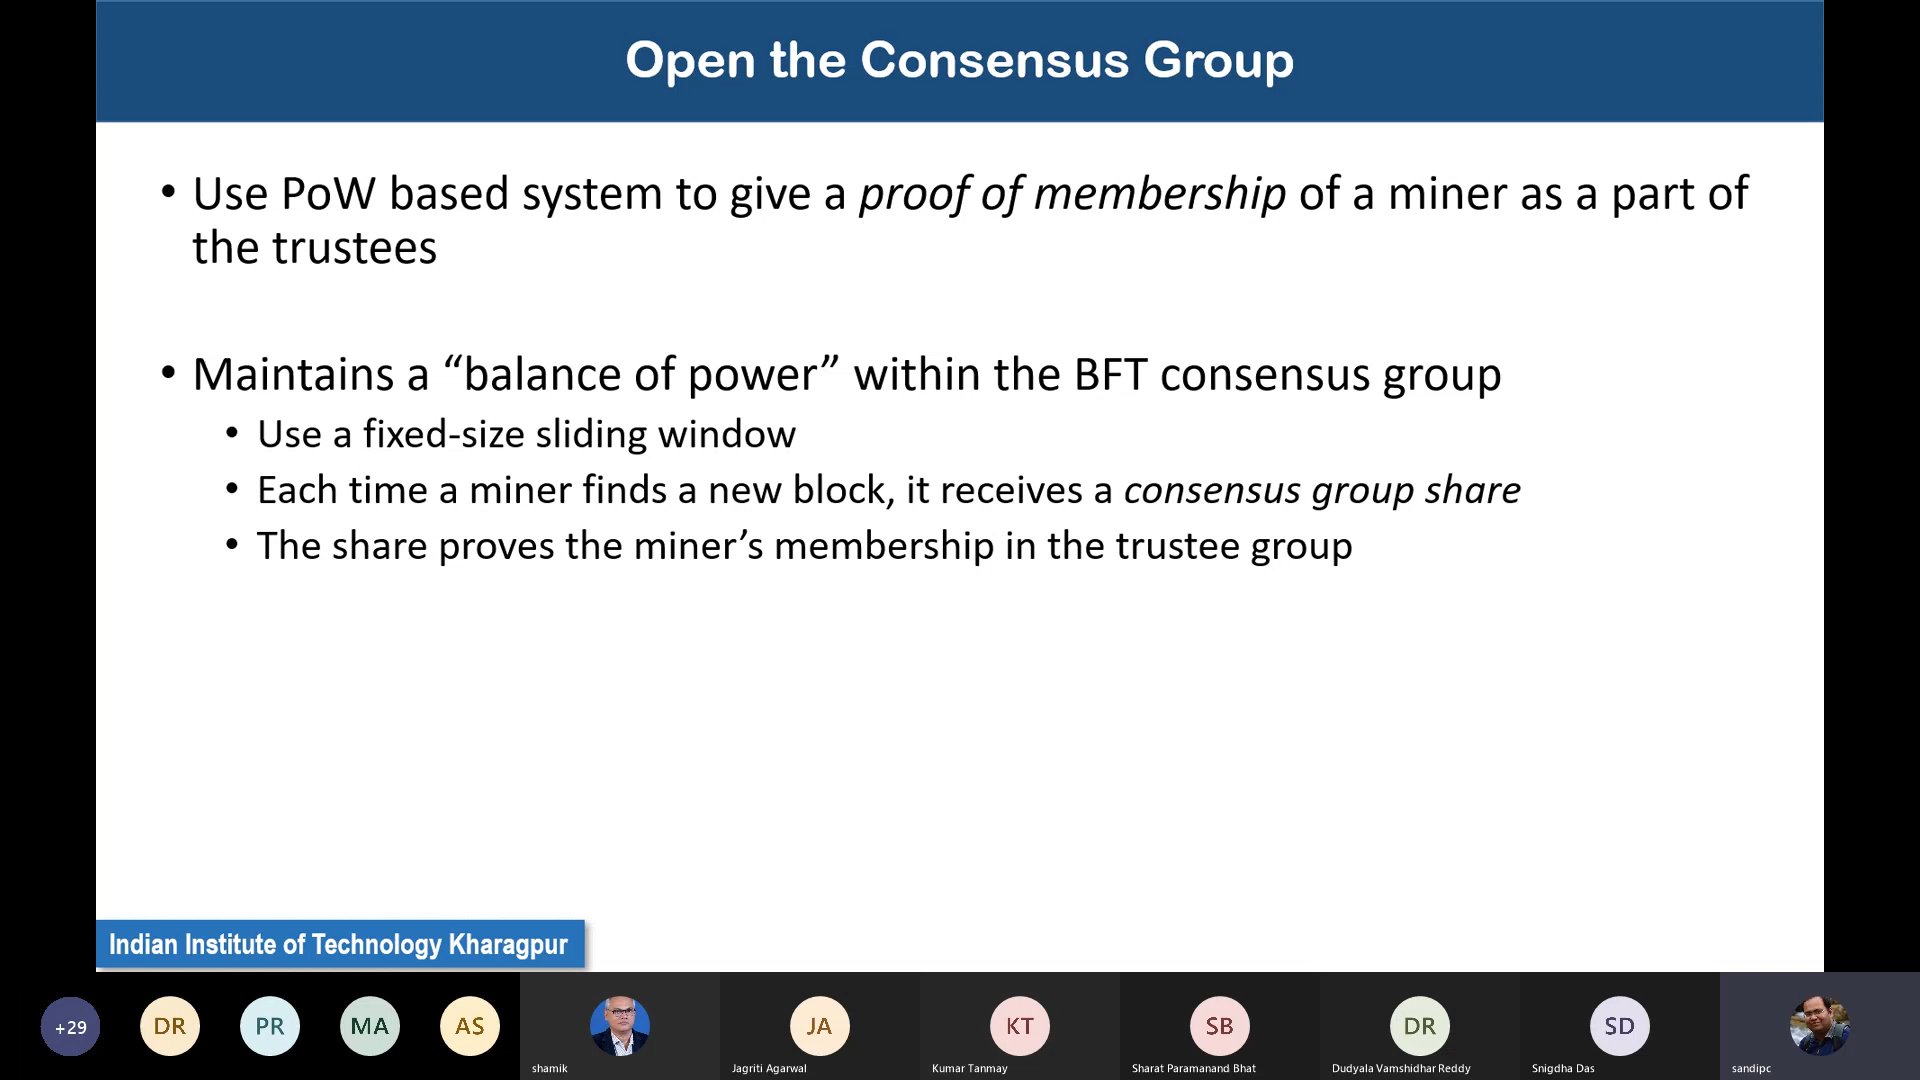 Open the Consensus Group
• Use PoW based system to give a proof of membership of a miner as a part of
the trustees
• Maintains a “balance of power” within the BFT consensus group
• Use a fixed-size sliding window
• Each time a miner finds a new block, it receives a consensus group share
• The share proves the miner’s membership in the trustee group
Indian Institute of Technology Kharagpur
+29
DR
PR
MA
AS
JA
KT
SB
DR
SD
shamik
Jagriti Agarwal
Kumar Tanmay
Sharat Paramanand Bhat
Dudyala Vamshidhar Reddy
Snigdha Das
sandipc